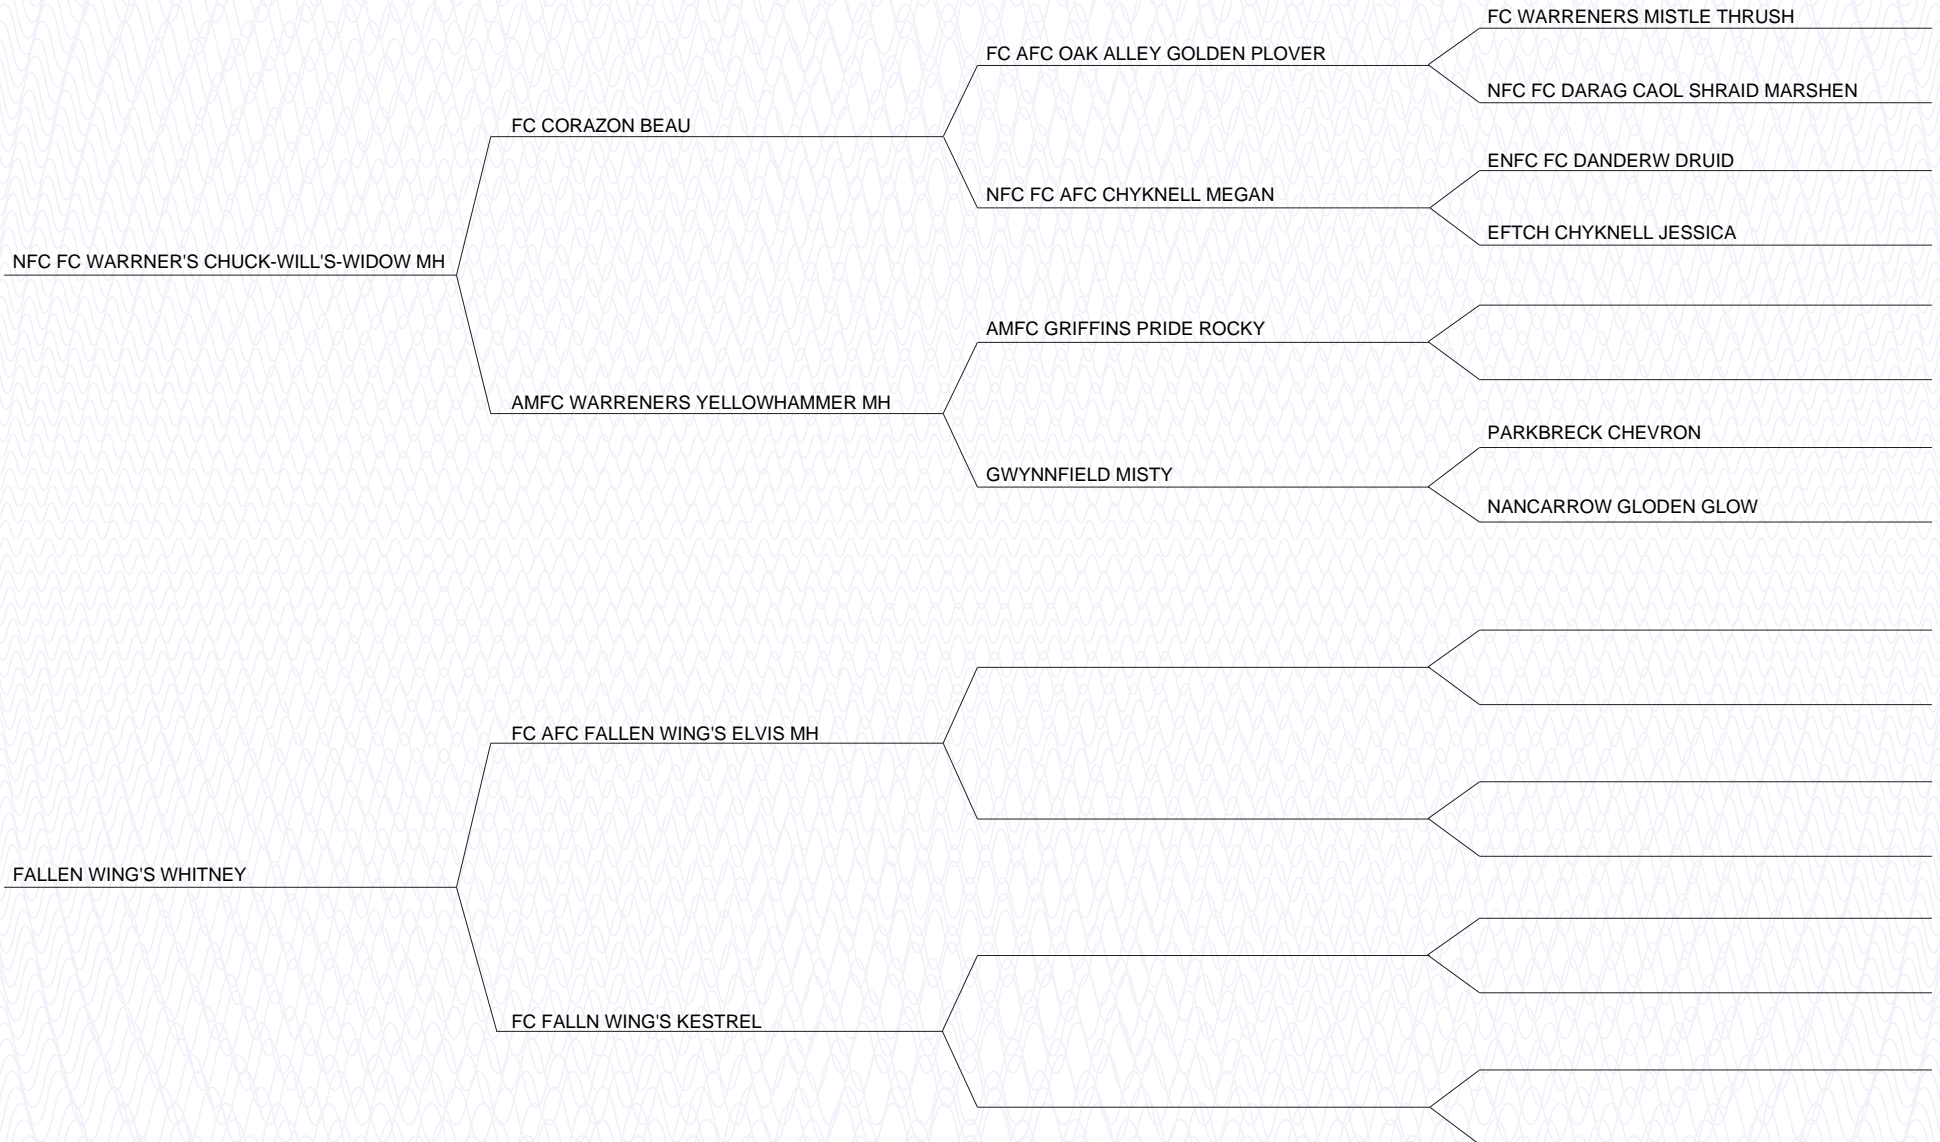 FC WARRENERS MISTLE THRUSH
FC AFC OAK ALLEY GOLDEN PLOVER
NFC FC DARAG CAOL SHRAID MARSHEN
FC CORAZON BEAU
ENFC FC DANDERW DRUID
NFC FC AFC CHYKNELL MEGAN
EFTCH CHYKNELL JESSICA
NFC FC WARRNER'S CHUCK-WILL'S-WIDOW MH
AMFC GRIFFINS PRIDE ROCKY
AMFC WARRENERS YELLOWHAMMER MH
PARKBRECK CHEVRON
GWYNNFIELD MISTY
NANCARROW GLODEN GLOW
FC AFC FALLEN WING'S ELVIS MH
FALLEN WING'S WHITNEY
FC FALLN WING'S KESTREL